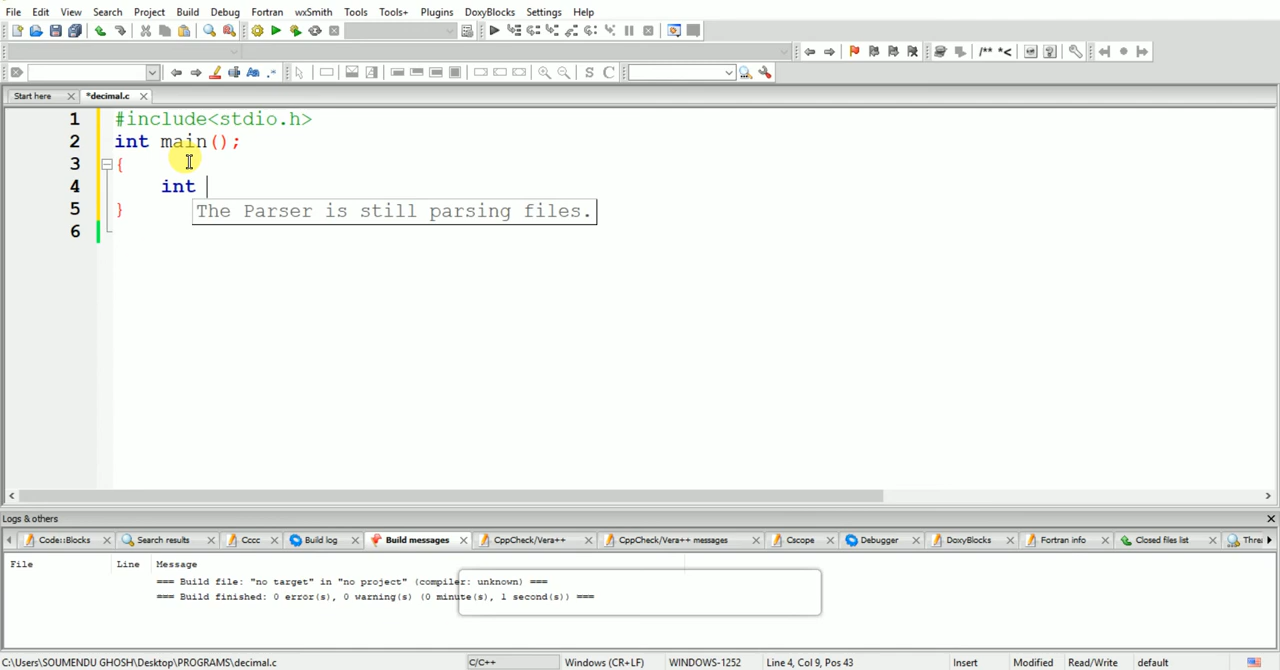 File Edit View Search Project Build Debug Fortran wxSmith Tools Tools+ Plugins DoxyBlocks Settings Help
/** *<
S C
Start here *decimal.c
1 #include<stdio.h>
2 int main();
3 {
4 int
The Parser is still parsing files.
5 }
6
Logs & others
Code::Blocks Search results Cccc Build log Build messages CppCheck/Vera++ CppCheck/Vera++ messages Cscope Debugger DoxyBlocks Fortran info Closed files list Threa
File Line Message
=== Build file: "no target" in "no project" (compiler: unknown) ===
=== Build finished: 0 error(s), 0 warning(s) (0 minute(s), 1 second(s)) ===
C:\Users\SOUMENDU GHOSH\Desktop\PROGRAMS\decimal.c C/C++ Windows (CR+LF) WINDOWS-1252 Line 4, Col 9, Pos 43 Insert Modified Read/Write default